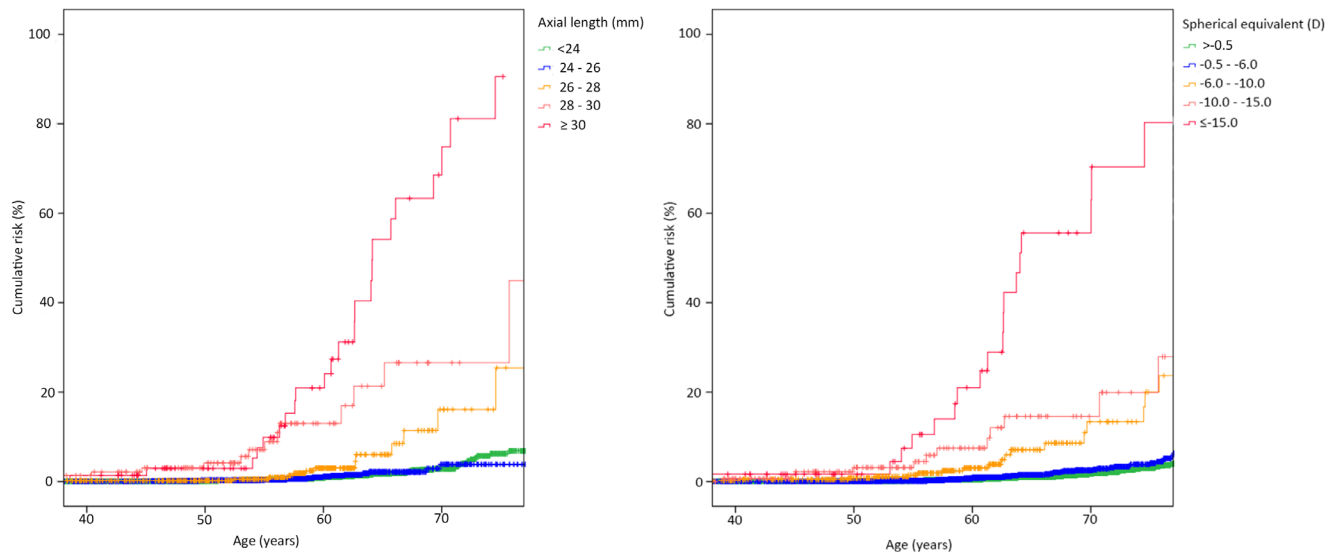 Axial length (mm)
<24
24 - 26
26 - 28
28 - 30
≥ 30
100
80
60
40
20
0
Cumulative risk (%)
40
50
60
70
Age (years)
Spherical equivalent (D)
>-0.5
-0.5 - -6.0
-6.0 - -10.0
-10.0 - -15.0
≤-15.0
100
80
60
40
20
0
Cumulative risk (%)
40
50
60
70
Age (years)